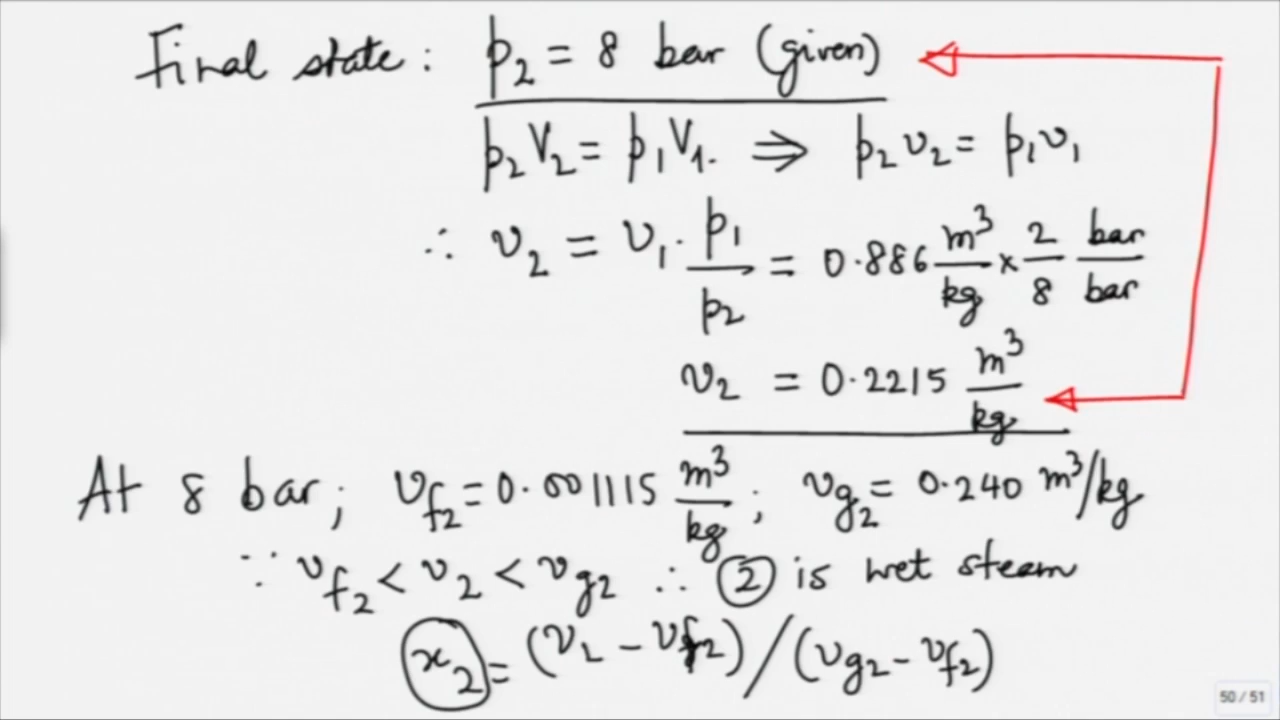 Final state : p₂ = 8 bar (given)
p₂V₂ = p₁V₁. ⇒ p₂v₂ = p₁v₁
∴ v₂ = v₁. p₁/p₂ = 0.886 m³/kg × 2/8 bar/bar
v₂ = 0.2215 m³/kg
At 8 bar; vf₂ = 0.001115 m³/kg ; vg₂ = 0.240 m³/kg
∵ vf₂ < v₂ < vg₂ ∴ ② is wet steam
x₂ = (v₂ - vf₂)/(vg₂ - vf₂)
50 / 51